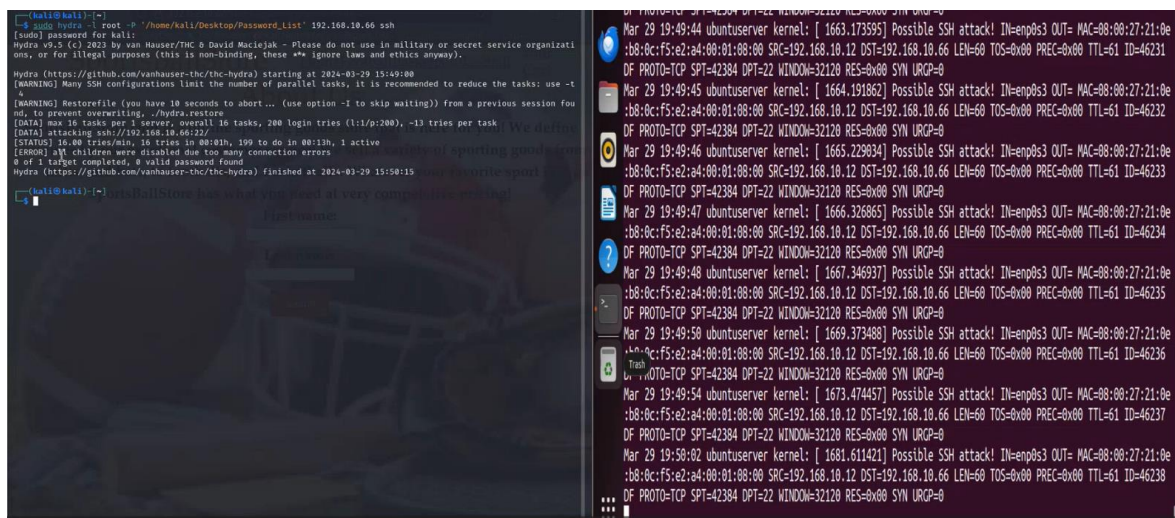 ┌──(kali㉿kali)-[~]
└─$ sudo hydra -l root -P '/home/kali/Desktop/Password_List' 192.168.10.66 ssh
[sudo] password for kali:
Hydra v9.5 (c) 2023 by van Hauser/THC & David Maciejak - Please do not use in military or secret service organizati
ons, or for illegal purposes (this is non-binding, these *** ignore laws and ethics anyway).
Hydra (https://github.com/vanhauser-thc/thc-hydra) starting at 2024-03-29 15:49:00
[WARNING] Many SSH configurations limit the number of parallel tasks, it is recommended to reduce the tasks: use -t
4
[WARNING] Restorefile (you have 10 seconds to abort... (use option -I to skip waiting)) from a previous session fou
nd, to prevent overwriting, ./hydra.restore
[DATA] max 16 tasks per 1 server, overall 16 tasks, 200 login tries (l:1/p:200), ~13 tries per task
[DATA] attacking ssh://192.168.10.66:22/
[STATUS] 16.00 tries/min, 16 tries in 00:01h, 199 to do in 00:13h, 1 active
[ERROR] all children were disabled due too many connection errors
0 of 1 target completed, 0 valid password found
Hydra (https://github.com/vanhauser-thc/thc-hydra) finished at 2024-03-29 15:50:15
┌──(kali㉿kali)-[~]
└─$
First name:
Trash
DF PROTO=TCP SPT=42384 DPT=22 WINDOW=32120 RES=0x00 SYN URGP=0
Mar 29 19:49:44 ubuntuserver kernel: [ 1663.173595] Possible SSH attack! IN=enp0s3 OUT= MAC=08:00:27:21:0e
:b8:0c:f5:e2:a4:00:01:08:00 SRC=192.168.10.12 DST=192.168.10.66 LEN=60 TOS=0x00 PREC=0x00 TTL=61 ID=46231
DF PROTO=TCP SPT=42384 DPT=22 WINDOW=32120 RES=0x00 SYN URGP=0
Mar 29 19:49:45 ubuntuserver kernel: [ 1664.191862] Possible SSH attack! IN=enp0s3 OUT= MAC=08:00:27:21:0e
:b8:0c:f5:e2:a4:00:01:08:00 SRC=192.168.10.12 DST=192.168.10.66 LEN=60 TOS=0x00 PREC=0x00 TTL=61 ID=46232
DF PROTO=TCP SPT=42384 DPT=22 WINDOW=32120 RES=0x00 SYN URGP=0
Mar 29 19:49:46 ubuntuserver kernel: [ 1665.229034] Possible SSH attack! IN=enp0s3 OUT= MAC=08:00:27:21:0e
:b8:0c:f5:e2:a4:00:01:08:00 SRC=192.168.10.12 DST=192.168.10.66 LEN=60 TOS=0x00 PREC=0x00 TTL=61 ID=46233
DF PROTO=TCP SPT=42384 DPT=22 WINDOW=32120 RES=0x00 SYN URGP=0
Mar 29 19:49:47 ubuntuserver kernel: [ 1666.326865] Possible SSH attack! IN=enp0s3 OUT= MAC=08:00:27:21:0e
:b8:0c:f5:e2:a4:00:01:08:00 SRC=192.168.10.12 DST=192.168.10.66 LEN=60 TOS=0x00 PREC=0x00 TTL=61 ID=46234
DF PROTO=TCP SPT=42384 DPT=22 WINDOW=32120 RES=0x00 SYN URGP=0
Mar 29 19:49:48 ubuntuserver kernel: [ 1667.346937] Possible SSH attack! IN=enp0s3 OUT= MAC=08:00:27:21:0e
:b8:0c:f5:e2:a4:00:01:08:00 SRC=192.168.10.12 DST=192.168.10.66 LEN=60 TOS=0x00 PREC=0x00 TTL=61 ID=46235
DF PROTO=TCP SPT=42384 DPT=22 WINDOW=32120 RES=0x00 SYN URGP=0
Mar 29 19:49:50 ubuntuserver kernel: [ 1669.373488] Possible SSH attack! IN=enp0s3 OUT= MAC=08:00:27:21:0e
:b8:0c:f5:e2:a4:00:01:08:00 SRC=192.168.10.12 DST=192.168.10.66 LEN=60 TOS=0x00 PREC=0x00 TTL=61 ID=46236
DF PROTO=TCP SPT=42384 DPT=22 WINDOW=32120 RES=0x00 SYN URGP=0
Mar 29 19:49:54 ubuntuserver kernel: [ 1673.474457] Possible SSH attack! IN=enp0s3 OUT= MAC=08:00:27:21:0e
:b8:0c:f5:e2:a4:00:01:08:00 SRC=192.168.10.12 DST=192.168.10.66 LEN=60 TOS=0x00 PREC=0x00 TTL=61 ID=46237
DF PROTO=TCP SPT=42384 DPT=22 WINDOW=32120 RES=0x00 SYN URGP=0
Mar 29 19:50:02 ubuntuserver kernel: [ 1681.611421] Possible SSH attack! IN=enp0s3 OUT= MAC=08:00:27:21:0e
:b8:0c:f5:e2:a4:00:01:08:00 SRC=192.168.10.12 DST=192.168.10.66 LEN=60 TOS=0x00 PREC=0x00 TTL=61 ID=46238
DF PROTO=TCP SPT=42384 DPT=22 WINDOW=32120 RES=0x00 SYN URGP=0